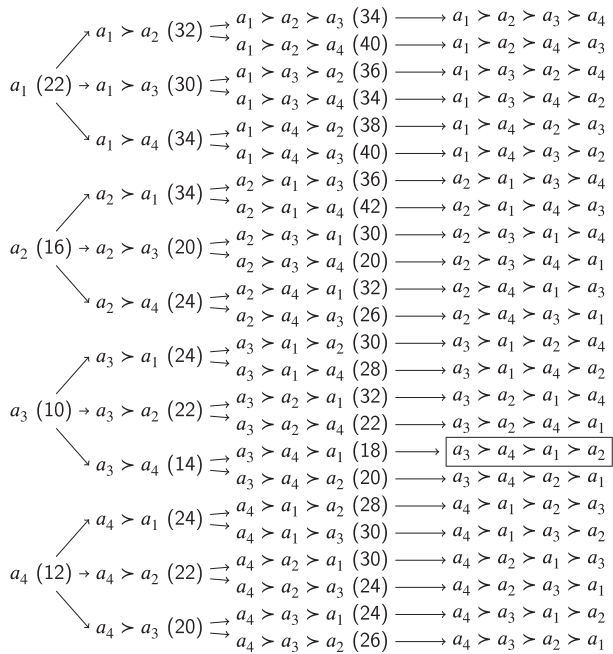 a₁ ≻ a₂ ≻ a₃ (34) → a₁ ≻ a₂ ≻ a₃ ≻ a₄
a₁ ≻ a₂ (32)
a₁ ≻ a₂ ≻ a₄ (40) → a₁ ≻ a₂ ≻ a₄ ≻ a₃
a₁ ≻ a₃ ≻ a₂ (36) → a₁ ≻ a₃ ≻ a₂ ≻ a₄
a₁ (22) → a₁ ≻ a₃ (30)
a₁ ≻ a₃ ≻ a₄ (34) → a₁ ≻ a₃ ≻ a₄ ≻ a₂
a₁ ≻ a₄ ≻ a₂ (38) → a₁ ≻ a₄ ≻ a₂ ≻ a₃
a₁ ≻ a₄ (34)
a₁ ≻ a₄ ≻ a₃ (40) → a₁ ≻ a₄ ≻ a₃ ≻ a₂
a₂ ≻ a₁ ≻ a₃ (36) → a₂ ≻ a₁ ≻ a₃ ≻ a₄
a₂ ≻ a₁ (34)
a₂ ≻ a₁ ≻ a₄ (42) → a₂ ≻ a₁ ≻ a₄ ≻ a₃
a₂ ≻ a₃ ≻ a₁ (30) → a₂ ≻ a₃ ≻ a₁ ≻ a₄
a₂ (16) → a₂ ≻ a₃ (20)
a₂ ≻ a₃ ≻ a₄ (20) → a₂ ≻ a₃ ≻ a₄ ≻ a₁
a₂ ≻ a₄ ≻ a₁ (32) → a₂ ≻ a₄ ≻ a₁ ≻ a₃
a₂ ≻ a₄ (24)
a₂ ≻ a₄ ≻ a₃ (26) → a₂ ≻ a₄ ≻ a₃ ≻ a₁
a₃ ≻ a₁ ≻ a₂ (30) → a₃ ≻ a₁ ≻ a₂ ≻ a₄
a₃ ≻ a₁ (24)
a₃ ≻ a₁ ≻ a₄ (28) → a₃ ≻ a₁ ≻ a₄ ≻ a₂
a₃ ≻ a₂ ≻ a₁ (32) → a₃ ≻ a₂ ≻ a₁ ≻ a₄
a₃ (10) → a₃ ≻ a₂ (22)
a₃ ≻ a₂ ≻ a₄ (22) → a₃ ≻ a₂ ≻ a₄ ≻ a₁
a₃ ≻ a₄ ≻ a₁ (18) → a₃ ≻ a₄ ≻ a₁ ≻ a₂
a₃ ≻ a₄ (14)
a₃ ≻ a₄ ≻ a₂ (20) → a₃ ≻ a₄ ≻ a₂ ≻ a₁
a₄ ≻ a₁ ≻ a₂ (28) → a₄ ≻ a₁ ≻ a₂ ≻ a₃
a₄ ≻ a₁ (24)
a₄ ≻ a₁ ≻ a₃ (30) → a₄ ≻ a₁ ≻ a₃ ≻ a₂
a₄ ≻ a₂ ≻ a₁ (30) → a₄ ≻ a₂ ≻ a₁ ≻ a₃
a₄ (12) → a₄ ≻ a₂ (22)
a₄ ≻ a₂ ≻ a₃ (24) → a₄ ≻ a₂ ≻ a₃ ≻ a₁
a₄ ≻ a₃ ≻ a₁ (24) → a₄ ≻ a₃ ≻ a₁ ≻ a₂
a₄ ≻ a₃ (20)
a₄ ≻ a₃ ≻ a₂ (26) → a₄ ≻ a₃ ≻ a₂ ≻ a₁